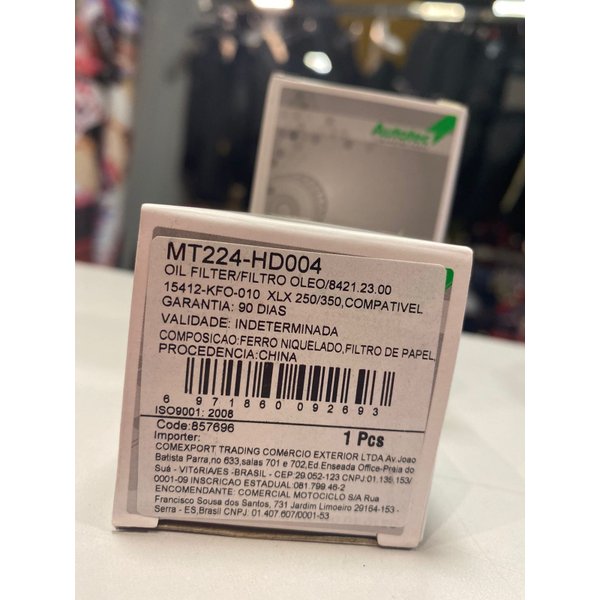 Autotec
MT224-HD004
OIL FILTER/FILTRO OLEO/8421.23.00
15412-KFO-010 XLX 250/350,COMPATIVEL
GARANTIA: 90 DIAS
VALIDADE: INDETERMINADA
COMPOSICAO:FERRO NIQUELADO,FILTRO DE PAPEL,
PROCEDENCIA:CHINA
6 971860 092693
ISO9001: 2008
Code:857696
1 Pcs
Importer:
COMEXPORT TRADING COMéRCIO EXTERIOR LTDA Av.Joao
Batista Parra,no 633,salas 701 e 702,Ed.Enseada Office-Praia do
Suá - VITóRIA/ES -BRASIL - CEP:29.052-123 CNPJ:01.135.153/
0001-09 INSCRICAO ESTADUAL:081.799 46-2
ENCOMENDANTE: COMERCIAL MOTOCICLO S/A Rua
Francisco Sousa dos Santos, 731 Jardim Limoeiro 29164-153 -
Serra - ES,Brasil CNPJ: 01.407 607/0001-53